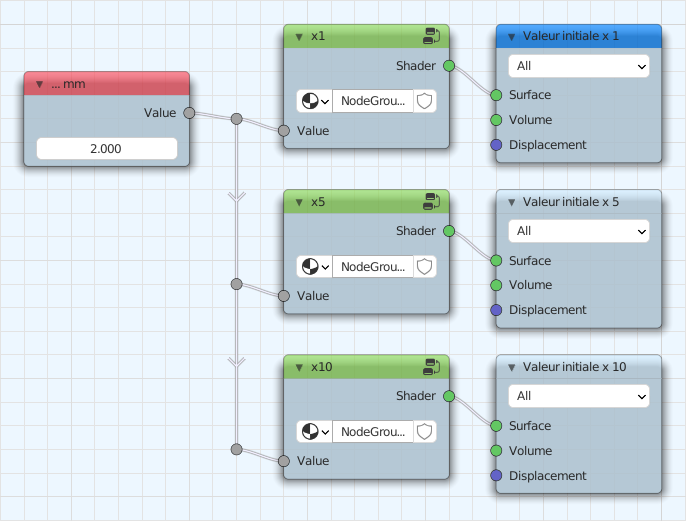 ... mm
Value
2.000
x1
Shader
NodeGrou...
Value
Valeur initiale x 1
All
Surface
Volume
Displacement
x5
Shader
NodeGrou...
Value
Valeur initiale x 5
All
Surface
Volume
Displacement
x10
Shader
NodeGrou...
Value
Valeur initiale x 10
All
Surface
Volume
Displacement